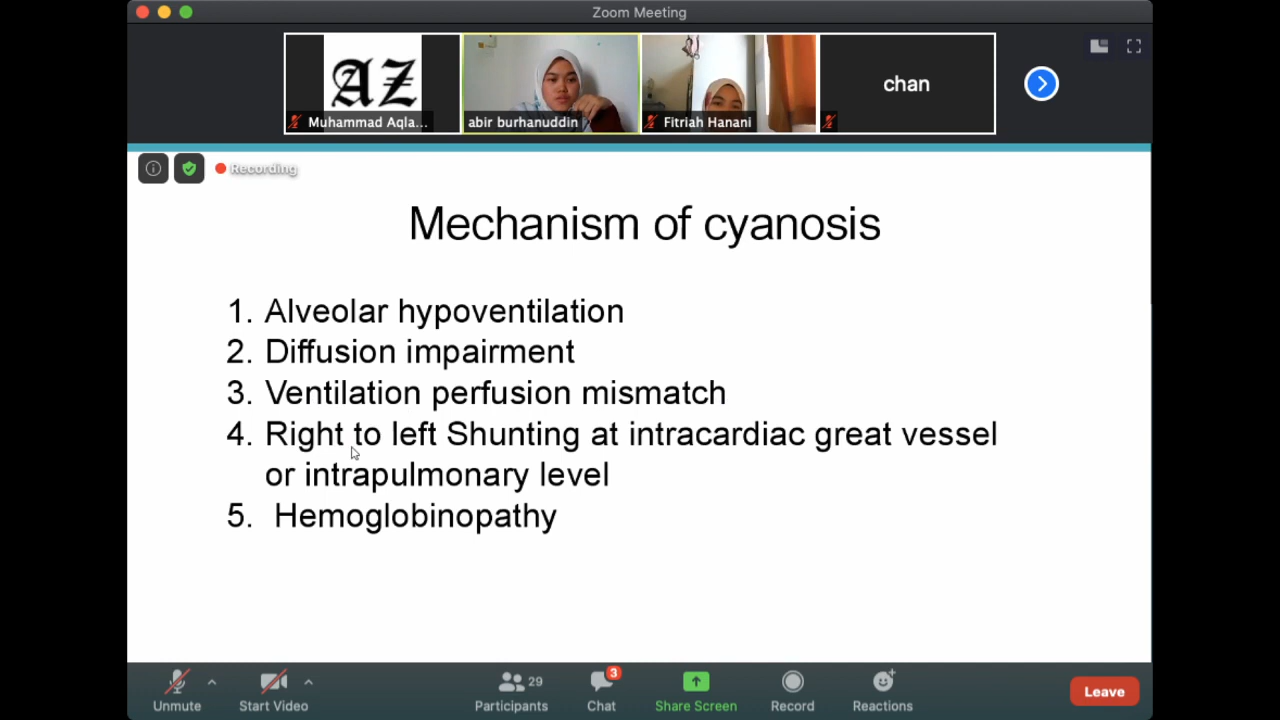 Zoom Meeting
AZ
Muhammad Aqla...
abir burhanuddin
Fitriah Hanani
chan
Recording
Mechanism of cyanosis
1. Alveolar hypoventilation
2. Diffusion impairment
3. Ventilation perfusion mismatch
4. Right to left Shunting at intracardiac great vessel
or intrapulmonary level
5. Hemoglobinopathy
Unmute
Start Video
29
Participants
3
Chat
Share Screen
Record
Reactions
Leave